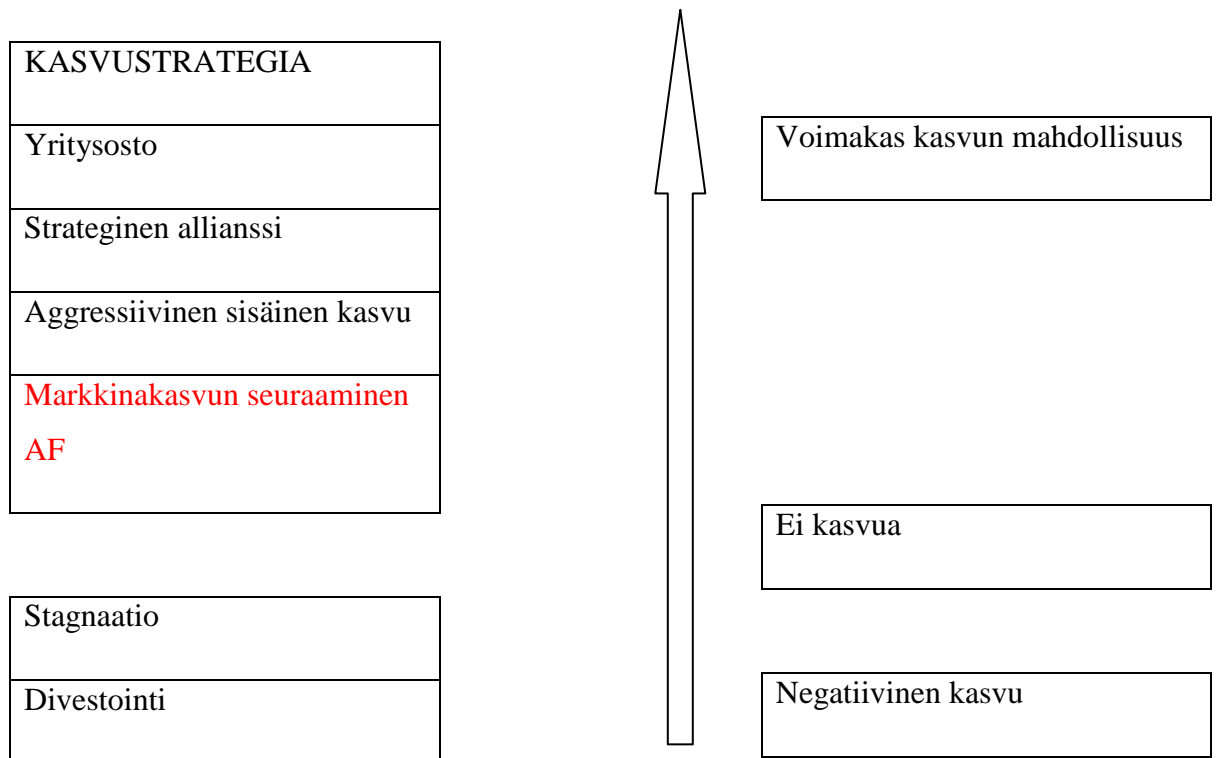 KASVUSTRATEGIA
Yritysosto
Strateginen allianssi
Aggressiivinen sisäinen kasvu
Markkinakasvun seuraaminen
AF
Stagnaatio
Divestointi
Voimakas kasvun mahdollisuus
Ei kasvua
Negatiivinen kasvu